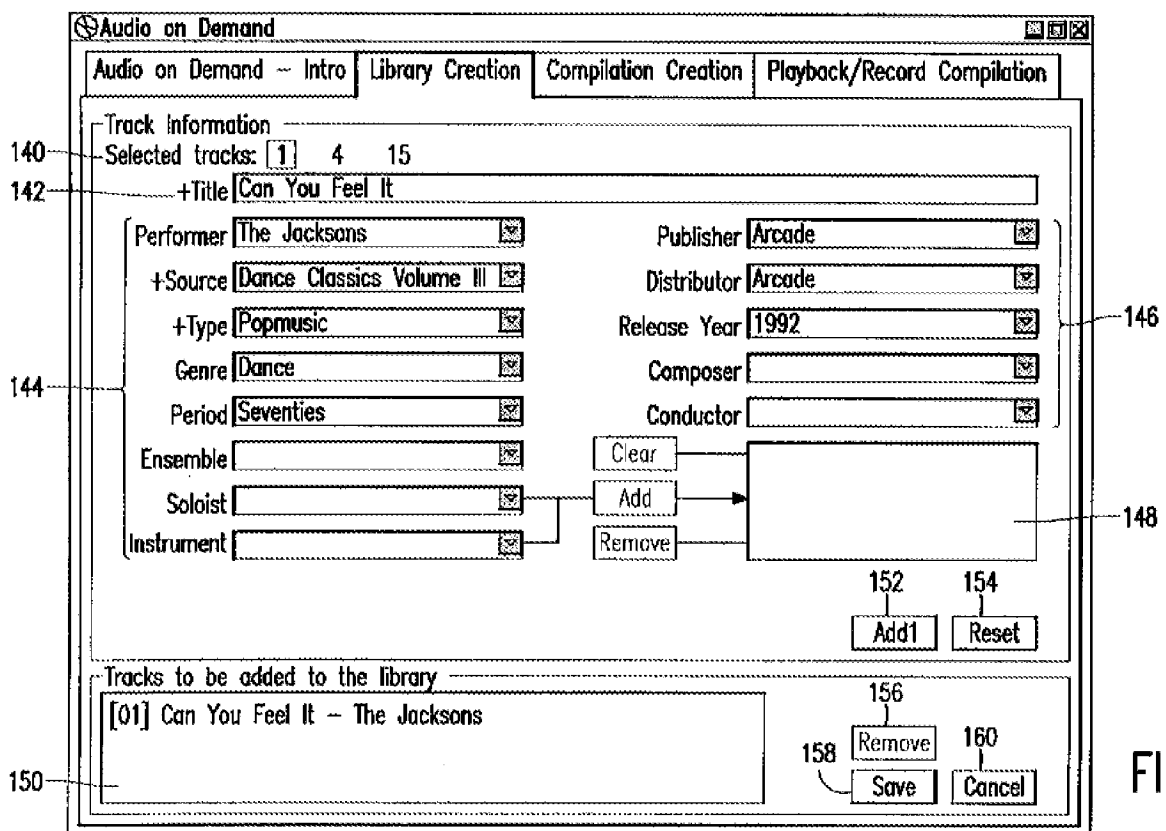 Audio on Demand
Audio on Demand – Intro Library Creation Compilation Creation Playback/Record Compilation
Track Information
140 Selected tracks: 1 4 15
142 +Title Can You Feel It
Performer The Jacksons Publisher Arcade
+Source Dance Classics Volume III Distributor Arcade
+Type Popmusic Release Year 1992 146
144 Genre Dance Composer
Period Seventies Conductor
Ensemble Clear
Soloist Add 148
Instrument Remove
152 154
Add1 Reset
Tracks to be added to the library
[01] Can You Feel It – The Jacksons 156
Remove 160
158
150 Save Cancel
FI